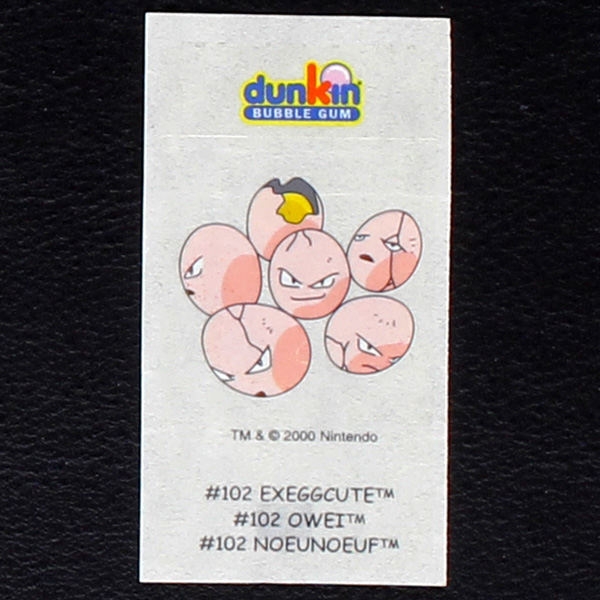 dunkin
BUBBLE GUM
TM & © 2000 Nintendo
#102 EXEGGCUTE™
#102 OWEI™
#102 NOEUNOEUF™